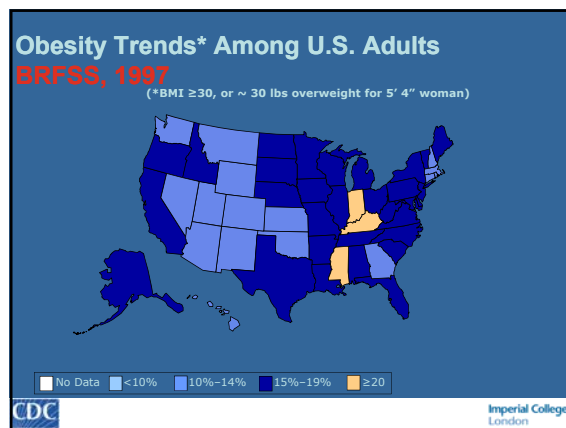 Obesity Trends* Among U.S. Adults
BRFSS, 1997
(*BMI ≥30, or ~ 30 lbs overweight for 5’ 4” woman)
No Data <10% 10%–14% 15%–19% ≥20
CDC
Imperial College
London